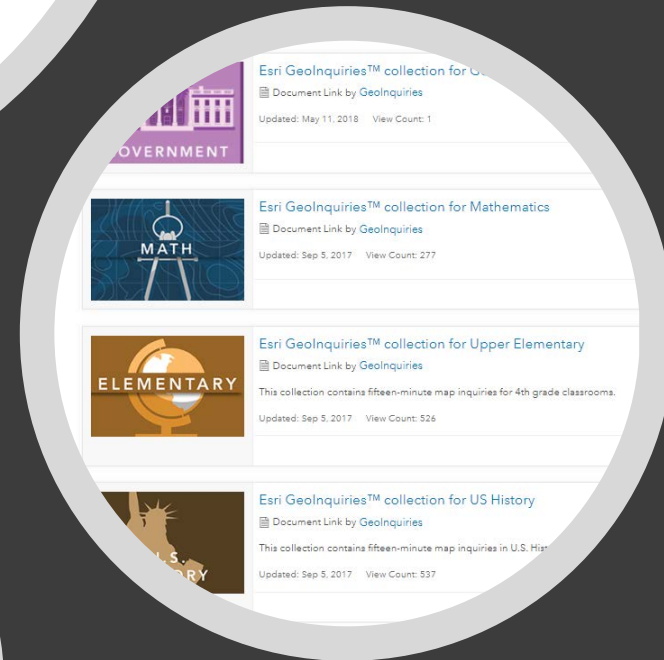 Esri GeoInquiries™ collection for
Document Link by GeoInquiries
Updated: May 11, 2018 View Count: 1
OVERNMENT
Esri GeoInquiries™ collection for Mathematics
Document Link by GeoInquiries
MATH
Updated: Sep 5, 2017 View Count: 277
Esri GeoInquiries™ collection for Upper Elementary
Document Link by GeoInquiries
ELEMENTARY
This collection contains fifteen-minute map inquiries for 4th grade classrooms.
Updated: Sep 5, 2017 View Count: 526
Esri GeoInquiries™ collection for US History
Document Link by GeoInquiries
This collection contains fifteen-minute map inquiries in U.S.
.S.
ORY
Updated: Sep 5, 2017 View Count: 537